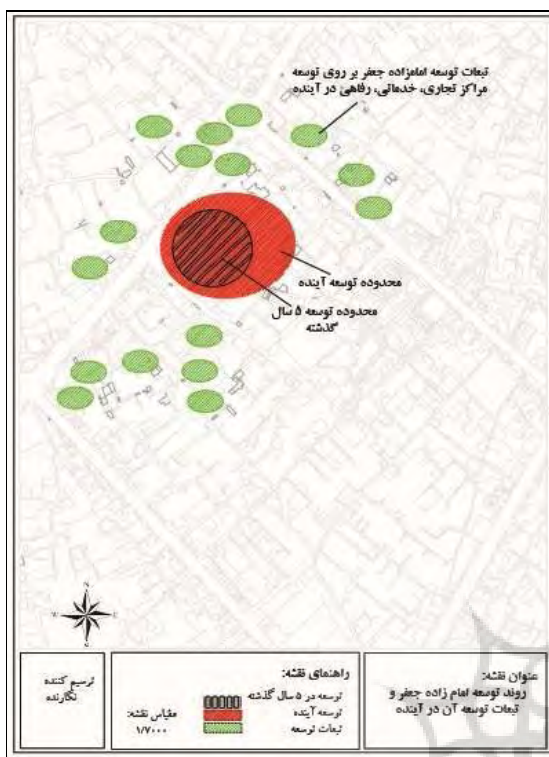 تبعات توسعه امامزاده جعفر بر روی توسعه
مراکز تجاری، خدماتی، رفاهی در آینده
محدوده توسعه آینده
محدوده توسعه ۵ سال
گذشته
N
W
E
S
عنوان نقشه:
روند توسعه امام زاده جعفر و
تبعات توسعه آن در آینده
راهنمای نقشه:
توسعه در ۵ سال گذشته
توسعه آینده
تبعات توسعه
مقیاس نقشه:
۱/۷۰۰۰
ترسیم کننده
نگارنده